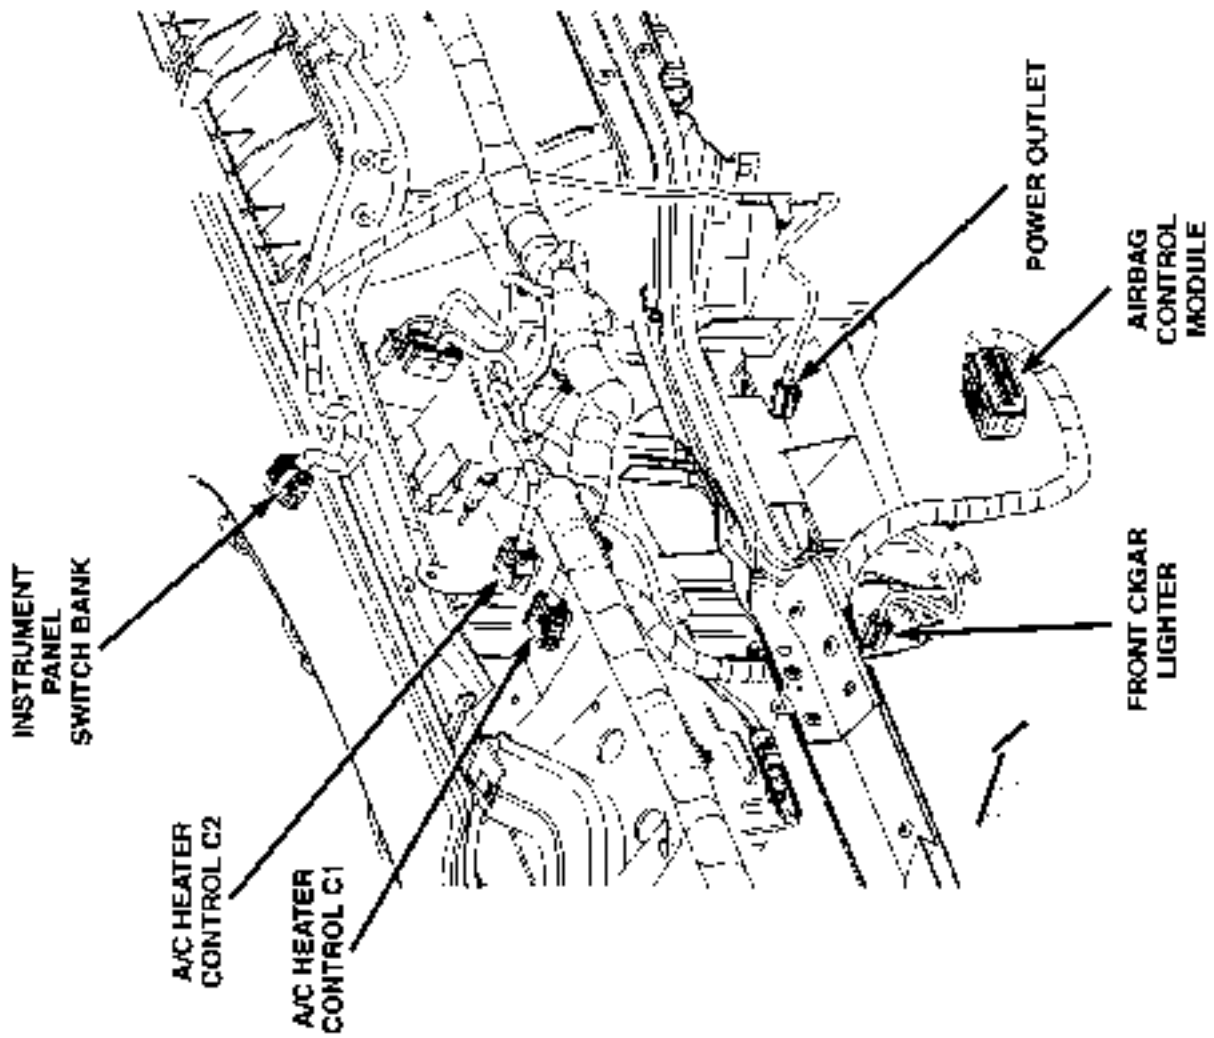 INSTRUMENT
PANEL
SWITCH BANK
A/C HEATER
CONTROL C2
A/C HEATER
CONTROL C1
POWER OUTLET
AIRBAG
CONTROL
MODULE
FRONT CIGAR
LIGHTER